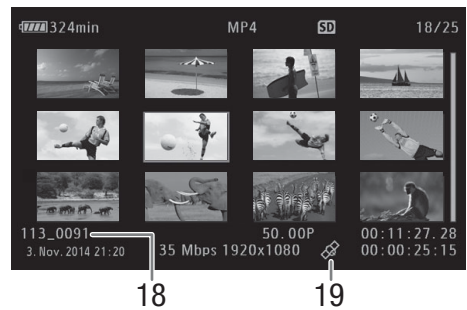 324min MP4 SD 18/25
113_0091 50.00P 00:11:27.28
3. Nov. 2014 21:20 35 Mbps 1920x1080 00:00:25:15
18 19